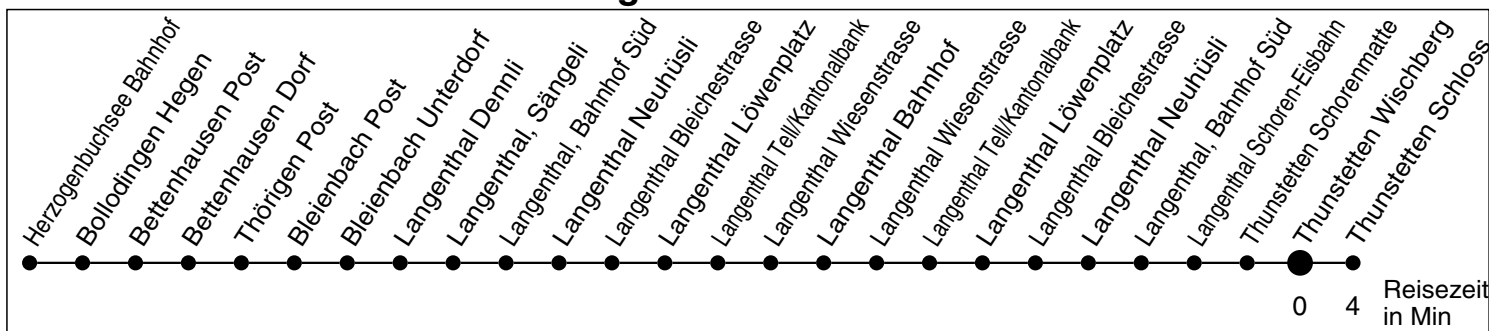 Herzogenbuchsee Bahnhof
Bollodingen Hegen
Bettenhausen Post
Bettenhausen Dorf
Thörigen Post
Bleienbach Post
Bleienbach Unterdorf
Langenthal Dennli
Langenthal, Sängeli
Langenthal, Bahnhof Süd
Langenthal Neuhüsli
Langenthal Bleichestrasse
Langenthal Löwenplatz
Langenthal Tell/Kantonalbank
Langenthal Wiesenstrasse
Langenthal Bahnhof
Langenthal Wiesenstrasse
Langenthal Tell/Kantonalbank
Langenthal Löwenplatz
Langenthal Bleichestrasse
Langenthal Neuhüsli
Langenthal, Bahnhof Süd
Langenthal Schoren-Eisbahn
Thunstetten Schorenmatte
Thunstetten Wischberg
Thunstetten Schloss
0 4 Reisezeit
in Min